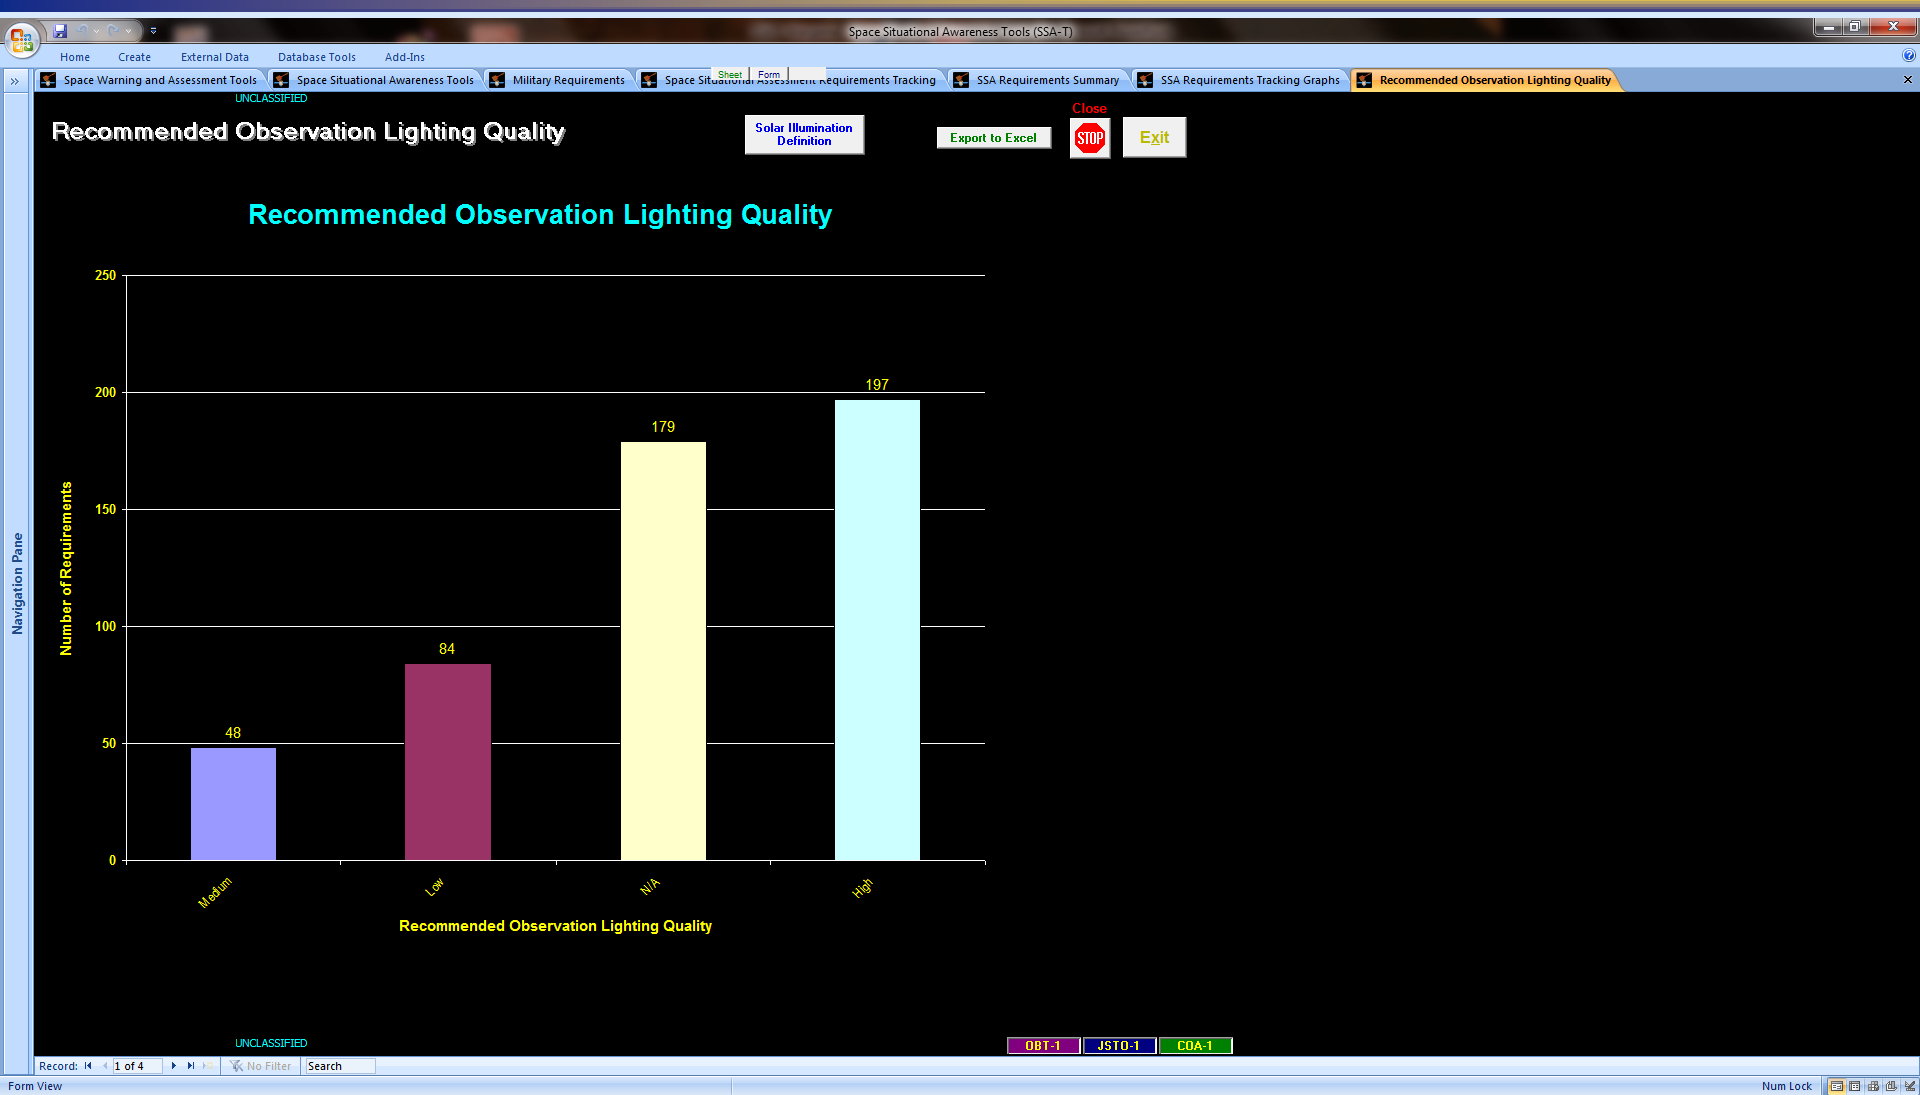 Space Situational Awareness Tools (SSA-T)
Home Create External Data Database Tools Add-Ins
Sheet Form
Space Warning and Assessment Tools Space Situational Awareness Tools Military Requirements Space Situational Assessment Requirements Tracking SSA Requirements Summary SSA Requirements Tracking Graphs Recommended Observation Lighting Quality
UNCLASSIFIED
Recommended Observation Lighting Quality
Solar Illumination
Definition
Export to Excel
Close
STOP
Exit
Recommended Observation Lighting Quality
250
200
150
100
50
0
Number of Requirements
48
84
179
197
Medium
Low
N/A
High
Recommended Observation Lighting Quality
Navigation Pane
UNCLASSIFIED
OBT-1 JSTO-1 COA-1
Record: 1 of 4 No Filter Search
Form View
Num Lock